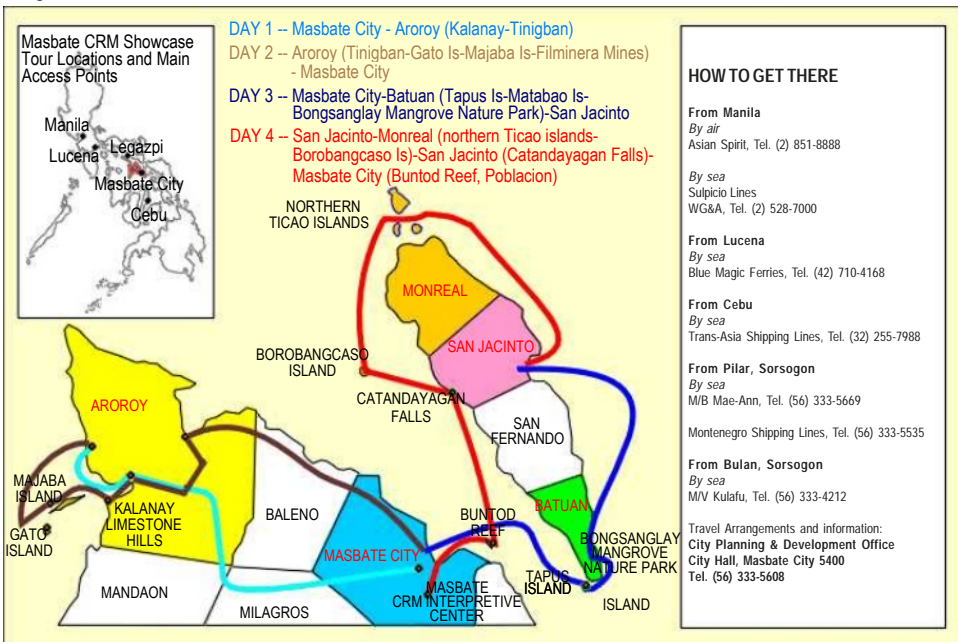 Masbate CRM Showcase
Tour Locations and Main
Access Points
Manila
Lucena
Legazpi
Masbate City
Cebu
DAY 1 -- Masbate City - Aroroy (Kalanay-Tinigban)
DAY 2 -- Aroroy (Tinigban-Gato Is-Majaba Is-Filminera Mines)
- Masbate City
DAY 3 -- Masbate City-Batuan (Tapus Is-Matabao Is-
Bongsanglay Mangrove Nature Park)-San Jacinto
DAY 4 -- San Jacinto-Monreal (northern Ticao islands-
Borobangcaso Is)-San Jacinto (Catandayagan Falls)-
Masbate City (Buntod Reef, Poblacion)
NORTHERN
TICAO ISLANDS
MONREAL
SAN JACINTO
BOROBANGCASO
ISLAND
CATANDAYAGAN
FALLS
SAN
FERNANDO
AROROY
MAJABA
ISLAND
GATO
ISLAND
KALANAY
LIMESTONE
HILLS
BALENO
MASBATE CITY
BUNTOD
REEF
BATUAN
BONGSANGLAY
MANGROVE
NATURE PARK
TAPUS
ISLAND
ISLAND
MASBATE
CRM INTERPRETIVE
CENTER
MANDAON
MILAGROS
HOW TO GET THERE
From Manila
By air
Asian Spirit, Tel. (2) 851-8888
By sea
Sulpicio Lines
WG&A, Tel. (2) 528-7000
From Lucena
By sea
Blue Magic Ferries, Tel. (42) 710-4168
From Cebu
By sea
Trans-Asia Shipping Lines, Tel. (32) 255-7988
From Pilar, Sorsogon
By sea
M/B Mae-Ann, Tel. (56) 333-5669
Montenegro Shipping Lines, Tel. (56) 333-5535
From Bulan, Sorsogon
By sea
M/V Kulafu, Tel. (56) 333-4212
Travel Arrangements and information:
City Planning & Development Office
City Hall, Masbate City 5400
Tel. (56) 333-5608